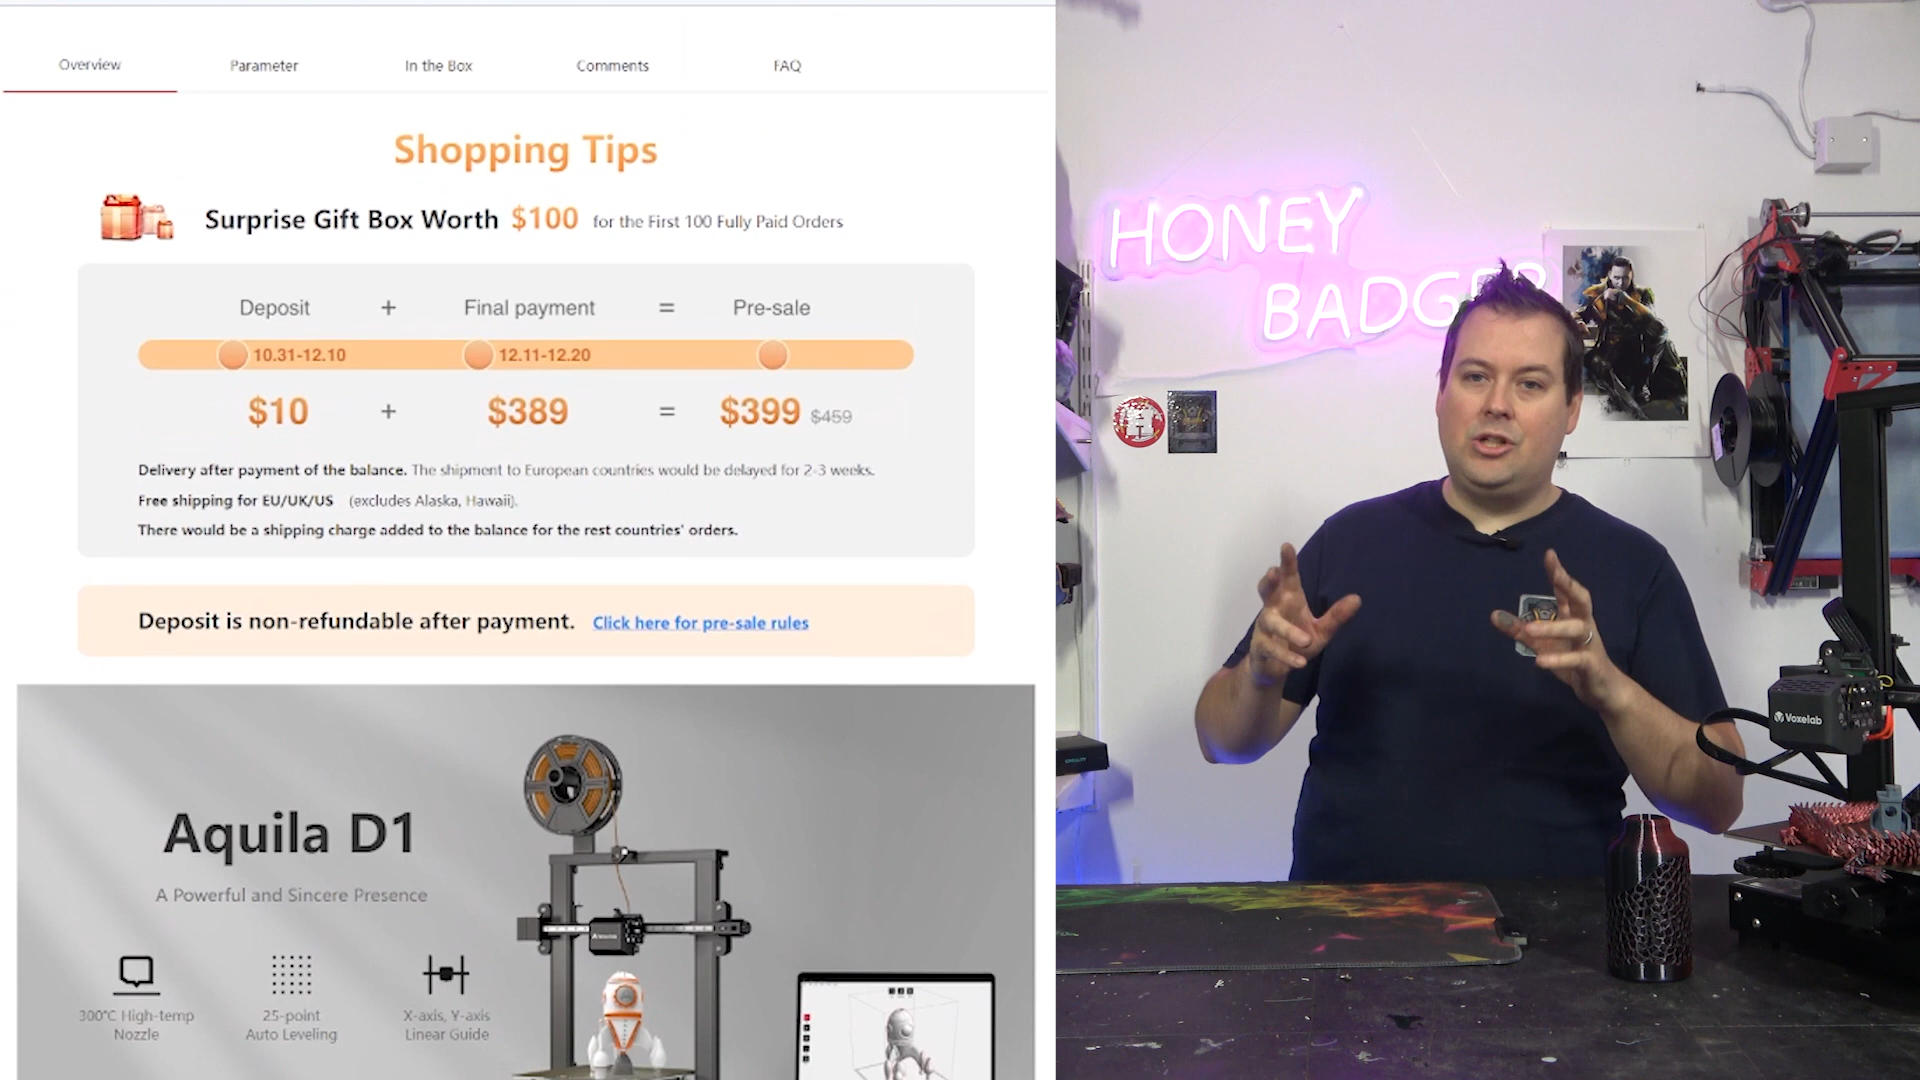 Overview
Parameter
In the Box
Comments
FAQ
Shopping Tips
Surprise Gift Box Worth $100 for the First 100 Fully Paid Orders
Deposit + Final payment = Pre-sale
10.31-12.10 12.11-12.20
$10 + $389 = $399 $459
Delivery after payment of the balance. The shipment to European countries would be delayed for 2-3 weeks.
Free shipping for EU/UK/US (excludes Alaska, Hawaii).
There would be a shipping charge added to the balance for the rest countries' orders.
Deposit is non-refundable after payment. Click here for pre-sale rules
Aquila D1
A Powerful and Sincere Presence
300°C High-temp
Nozzle
25-point
Auto Leveling
X-axis, Y-axis
Linear Guide
HONEY
BADGER
Voxelab